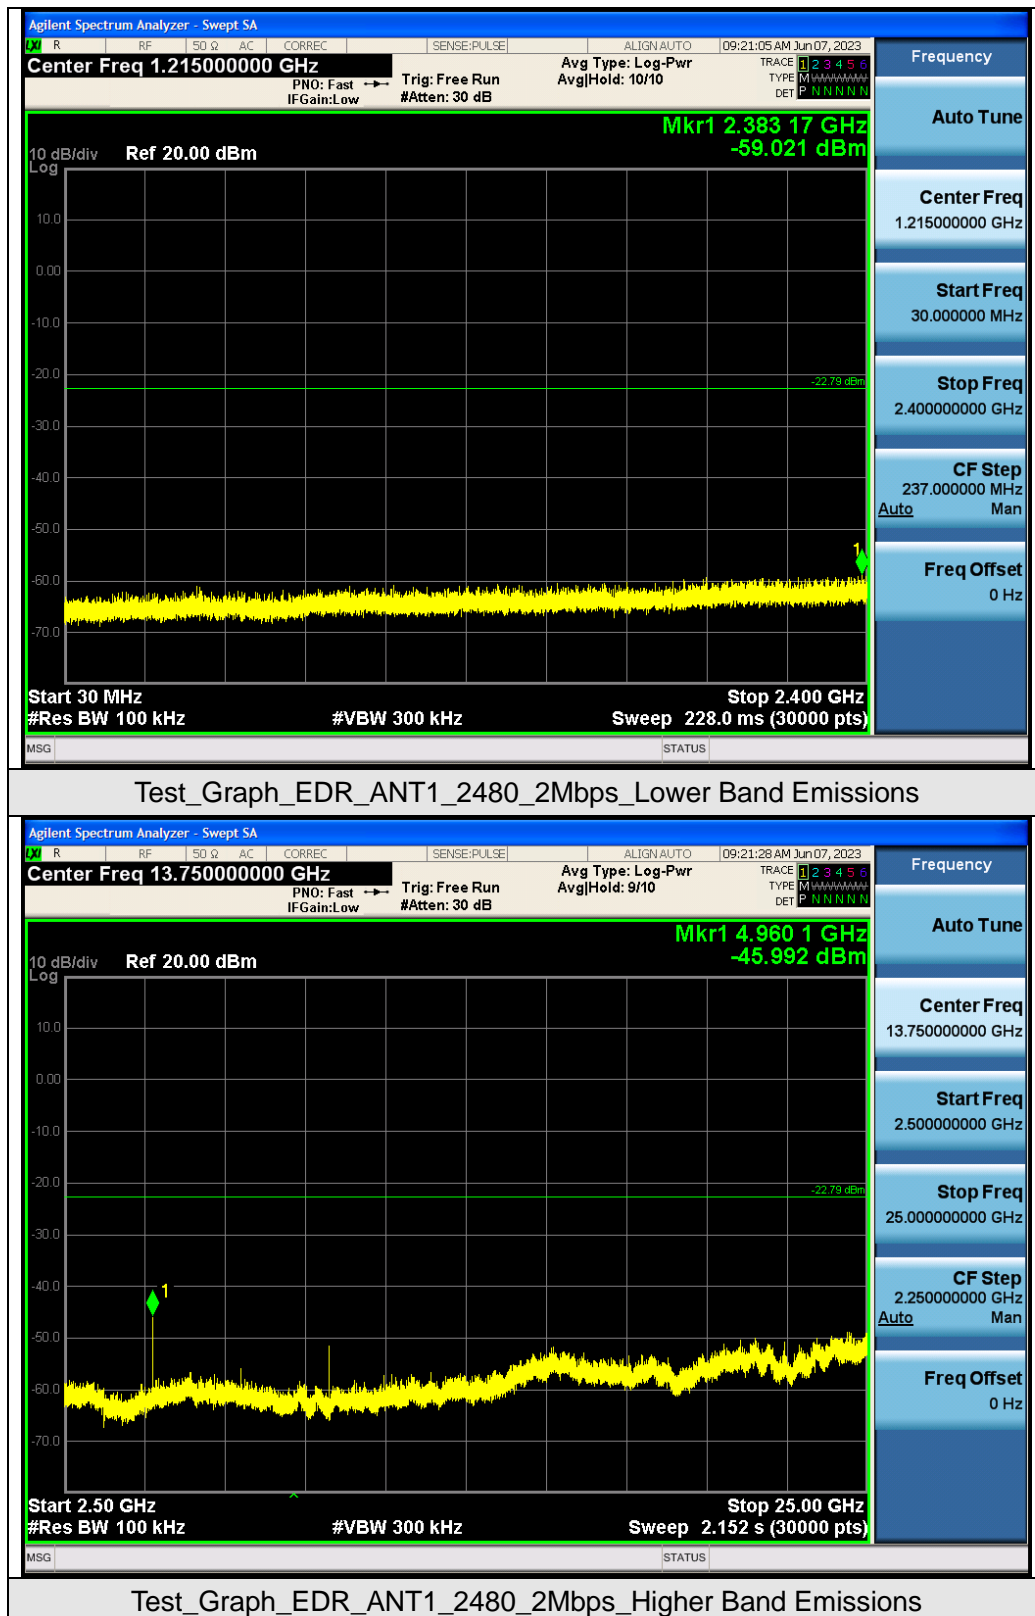 Agilent Spectrum Analyzer - Swept SA
LXI R RF 50 Ω AC CORREC SENSE:PULSE ALIGN AUTO 09:21:05 AM Jun 07, 2023
Center Freq 1.215000000 GHz
PNO: Fast
IFGain:Low
Trig: Free Run
#Atten: 30 dB
Avg Type: Log-Pwr
Avg|Hold: 10/10
TRACE 1 2 3 4 5 6
TYPE M
DET P N N N N N
Mkr1 2.383 17 GHz
-59.021 dBm
10 dB/div Ref 20.00 dBm
Log
10.0
0.00
-10.0
-20.0
-22.79 dBm
-30.0
-40.0
-50.0
1
-60.0
-70.0
Start 30 MHz Stop 2.400 GHz
#Res BW 100 kHz #VBW 300 kHz Sweep 228.0 ms (30000 pts)
MSG STATUS
Frequency
Auto Tune
Center Freq
1.215000000 GHz
Start Freq
30.000000 MHz
Stop Freq
2.400000000 GHz
CF Step
237.000000 MHz
Auto Man
Freq Offset
0 Hz
Test_Graph_EDR_ANT1_2480_2Mbps_Lower Band Emissions
Agilent Spectrum Analyzer - Swept SA
LXI R RF 50 Ω AC CORREC SENSE:PULSE ALIGN AUTO 09:21:28 AM Jun 07, 2023
Center Freq 13.750000000 GHz
PNO: Fast
IFGain:Low
Trig: Free Run
#Atten: 30 dB
Avg Type: Log-Pwr
Avg|Hold: 9/10
TRACE 1 2 3 4 5 6
TYPE M
DET P N N N N N
Mkr1 4.960 1 GHz
-45.992 dBm
10 dB/div Ref 20.00 dBm
Log
10.0
0.00
-10.0
-20.0
-22.79 dBm
-30.0
-40.0
1
-50.0
-60.0
-70.0
Start 2.50 GHz Stop 25.00 GHz
#Res BW 100 kHz #VBW 300 kHz Sweep 2.152 s (30000 pts)
MSG STATUS
Frequency
Auto Tune
Center Freq
13.750000000 GHz
Start Freq
2.500000000 GHz
Stop Freq
25.000000000 GHz
CF Step
2.250000000 GHz
Auto Man
Freq Offset
0 Hz
Test_Graph_EDR_ANT1_2480_2Mbps_Higher Band Emissions